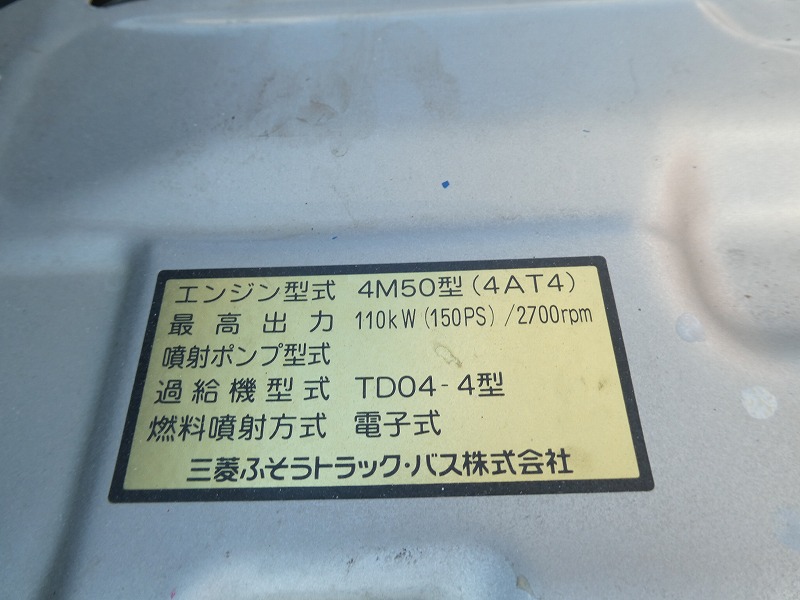 エンジン型式 4M50型(4AT4)
最高出力 110kW(150PS)/2700rpm
噴射ポンプ型式
過給機型式 TD04-4型
燃料噴射方式 電子式
三菱ふそうトラック・バス株式会社